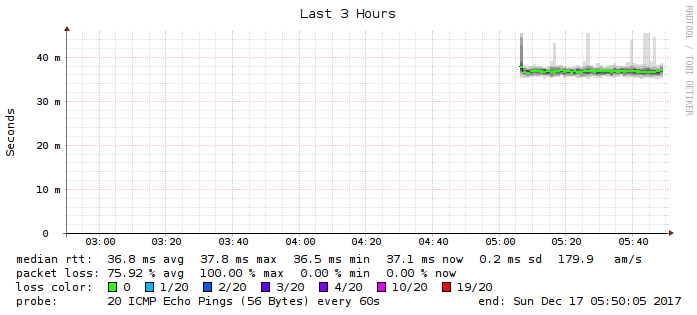 Last 3 Hours
RRDTOOL / TOBI OETIKER
Seconds
40 m
30 m
20 m
10 m
0
03:00 03:20 03:40 04:00 04:20 04:40 05:00 05:20 05:40
median rtt: 36.8 ms avg 37.8 ms max 36.5 ms min 37.1 ms now 0.2 ms sd 179.9 am/s
packet loss: 75.92 % avg 100.00 % max 0.00 % min 0.00 % now
loss color: 0 1/20 2/20 3/20 4/20 10/20 19/20
probe: 20 ICMP Echo Pings (56 Bytes) every 60s end: Sun Dec 17 05:50:05 2017